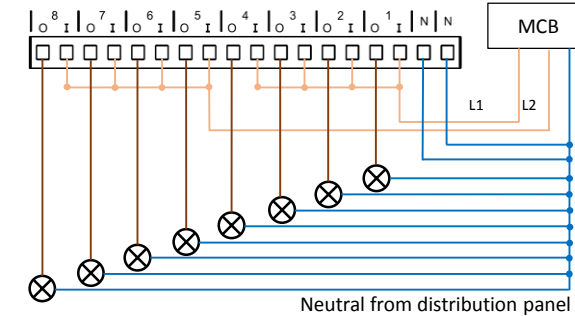 O 8 I O 7 I O 6 I O 5 I O 4 I O 3 I O 2 I O 1 I N N
MCB
L1 L2
Neutral from distribution panel